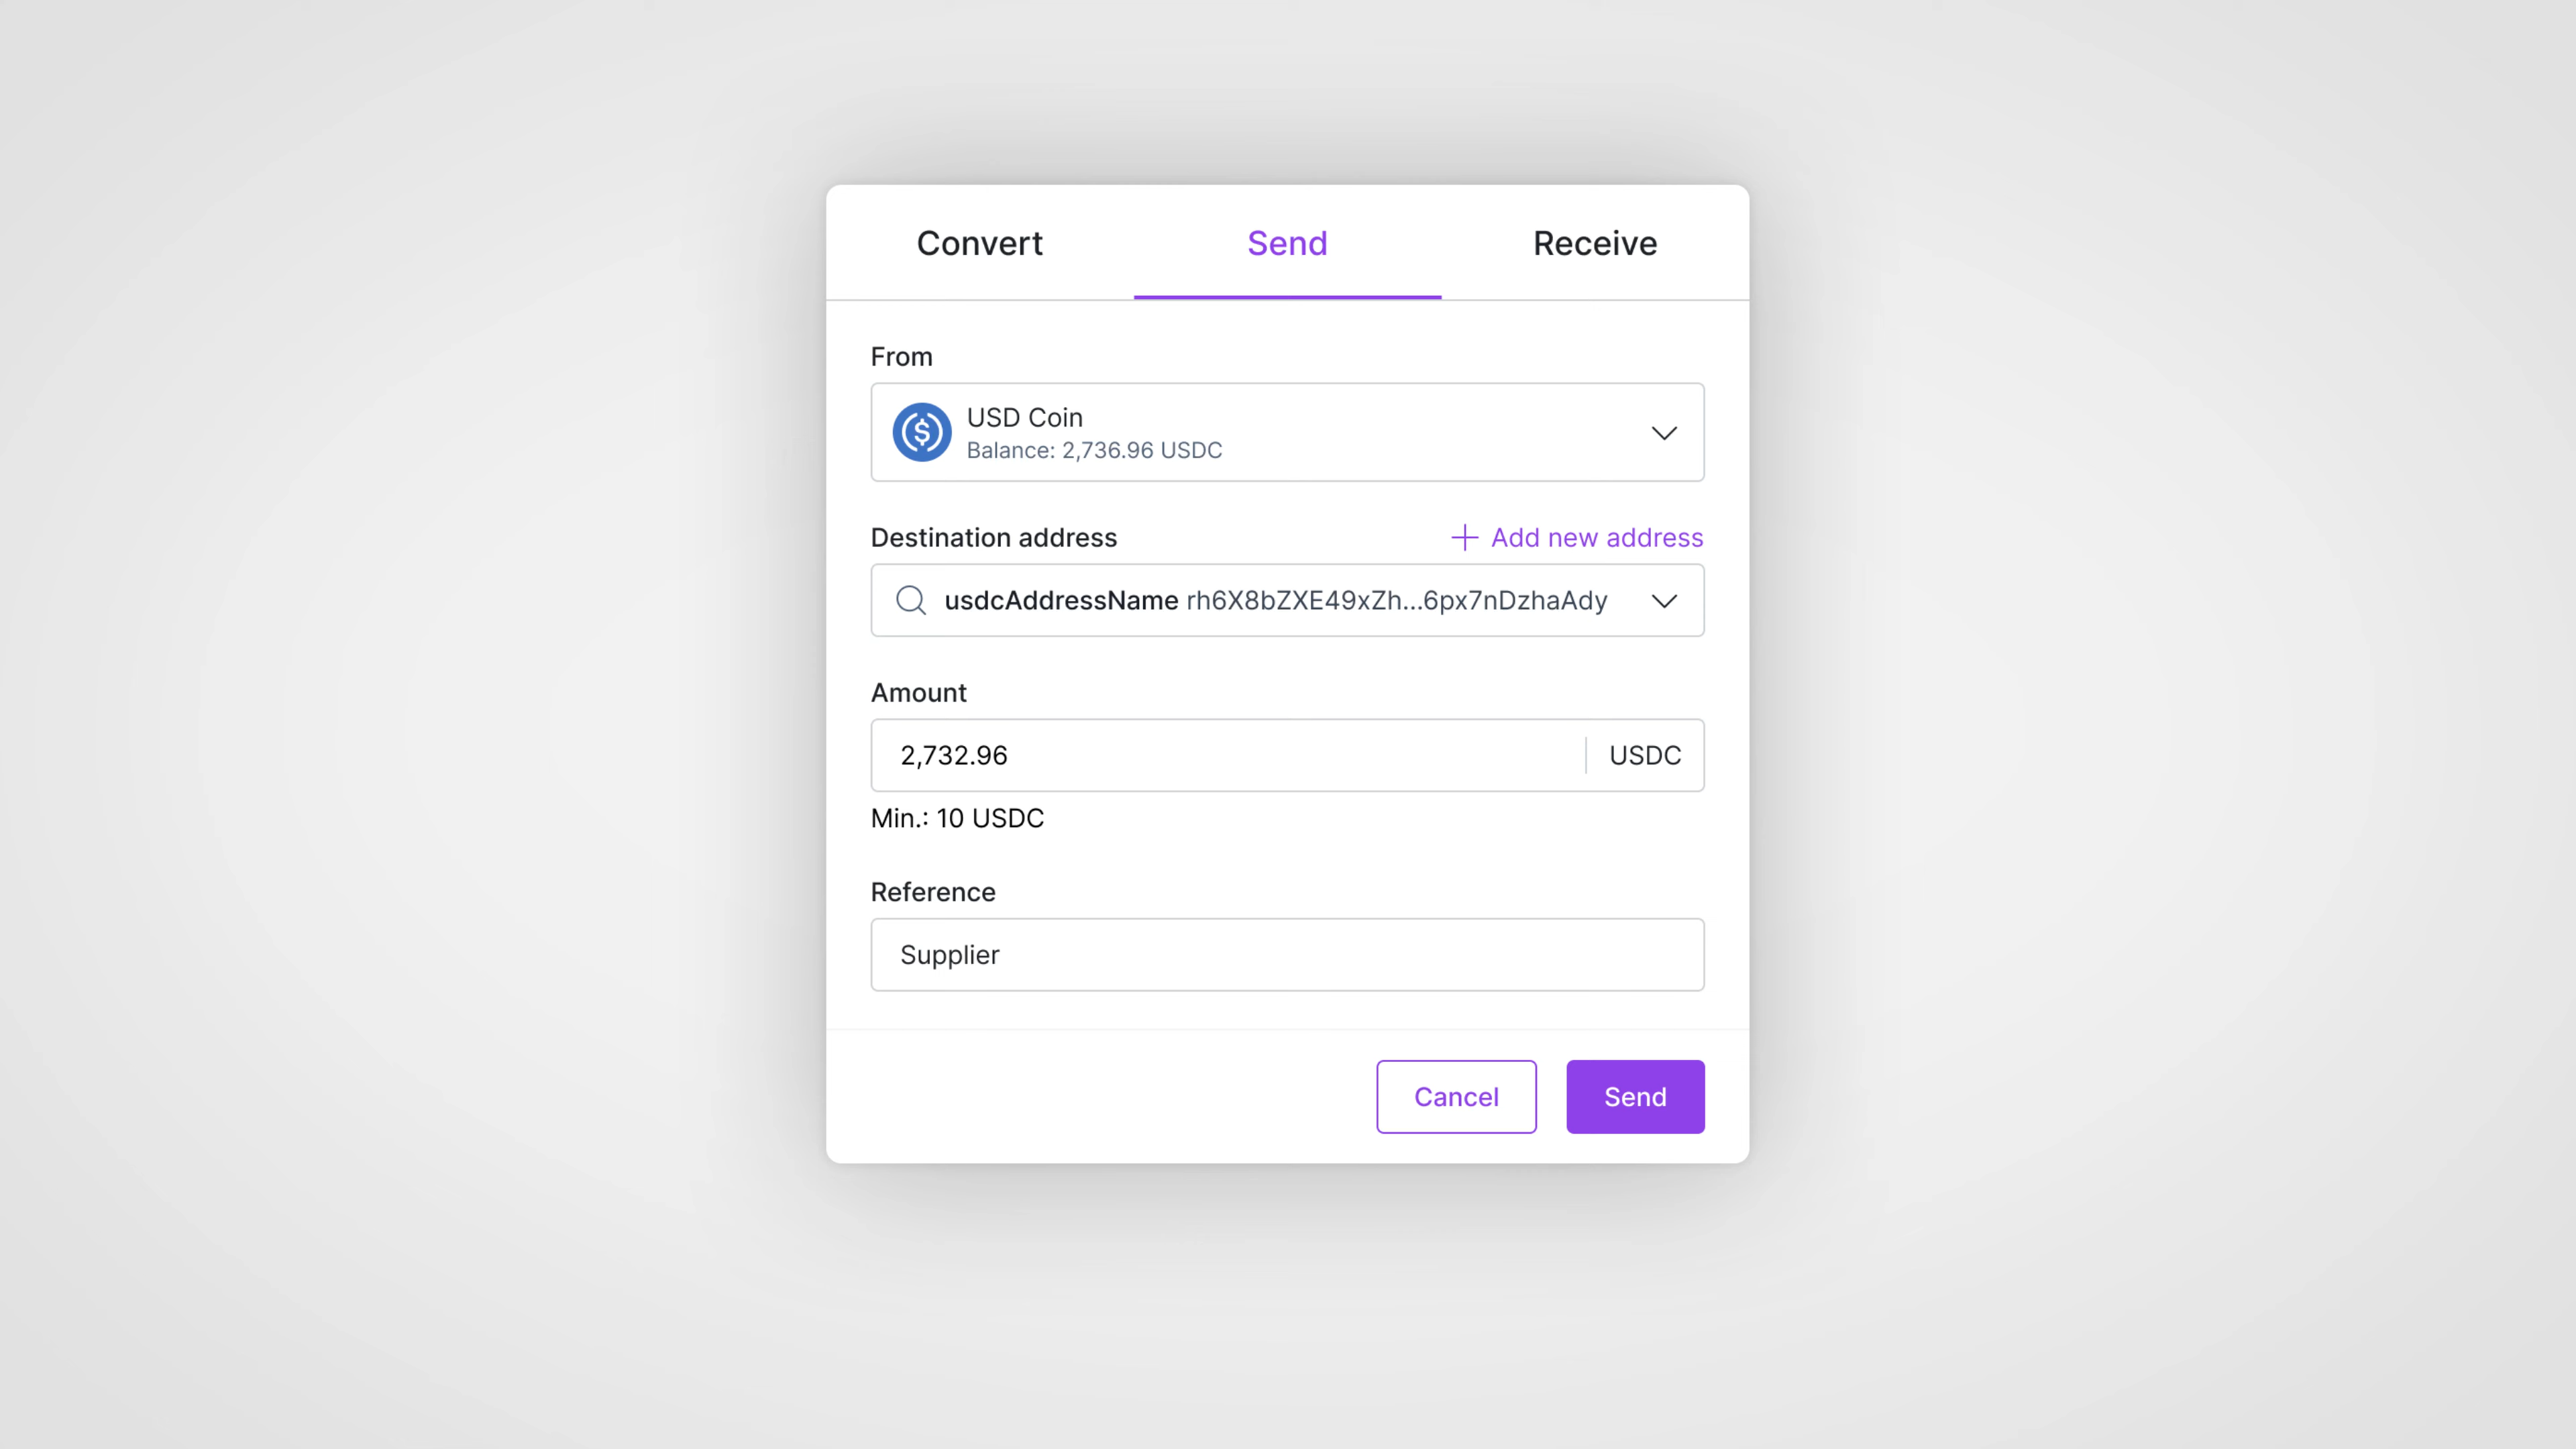 Convert Send Receive
From
USD Coin
Balance: 2,736.96 USDC
Destination address + Add new address
usdcAddressName rh6X8bZXE49xZh...6px7nDzhaAdy
Amount
2,732.96 USDC
Min.: 10 USDC
Reference
Supplier
Cancel Send